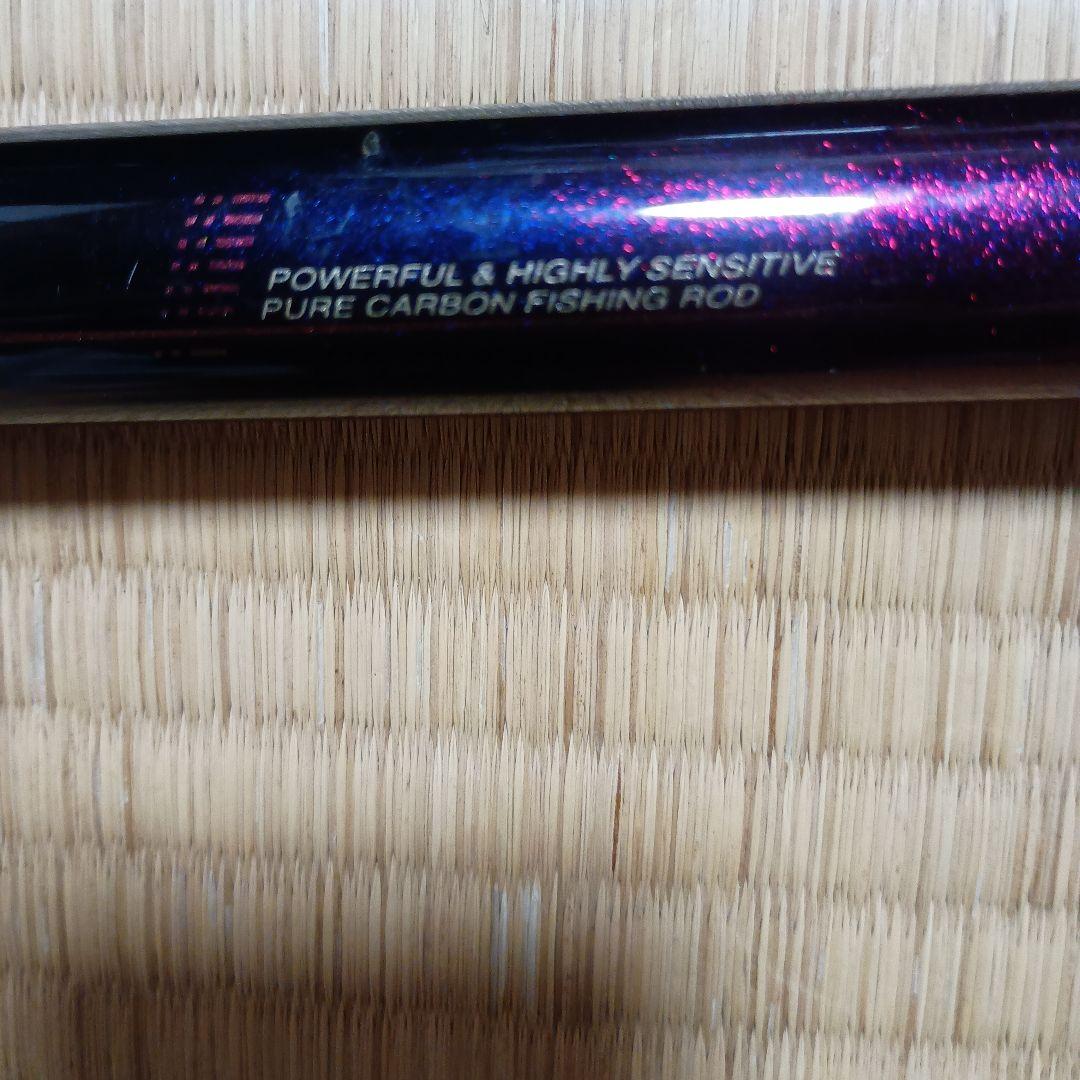 POWERFUL & HIGHLY SENSITIVE
PURE CARBON FISHING ROD